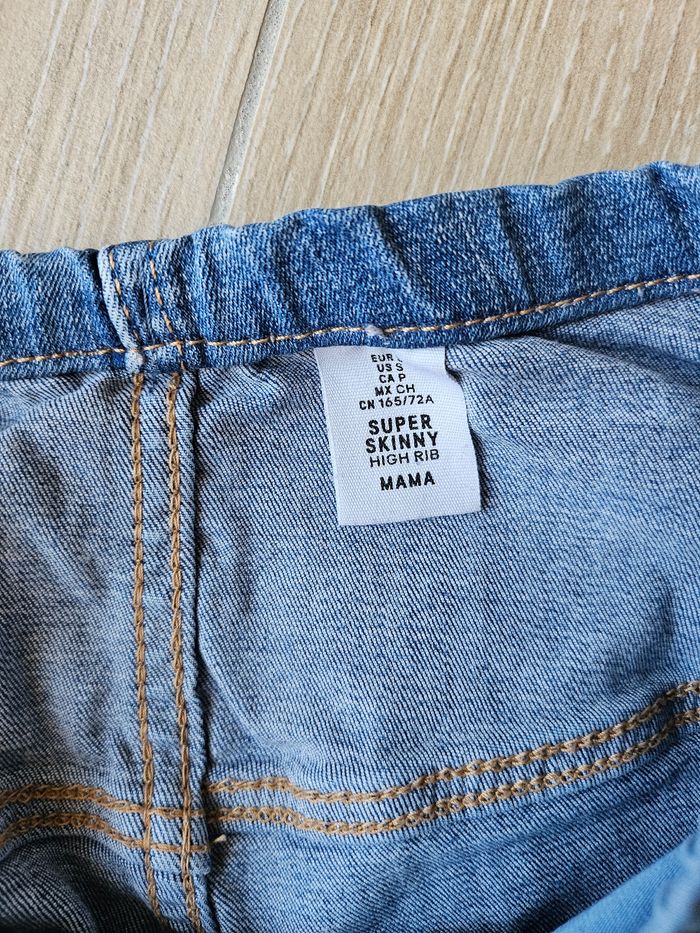 EUR
US S
CA P
MX CH
CN 165/72A
SUPER
SKINNY
HIGH RIB
MAMA